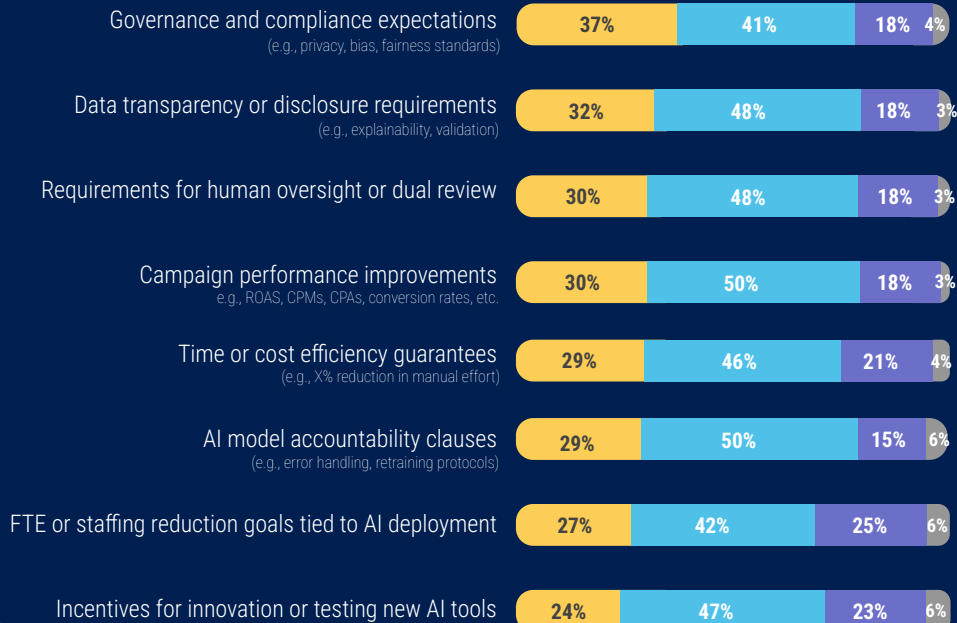 Governance and compliance expectations
(e.g., privacy, bias, fairness standards)
37% 41% 18% 4%
Data transparency or disclosure requirements
(e.g., explainability, validation)
32% 48% 18% 3%
Requirements for human oversight or dual review
30% 48% 18% 3%
Campaign performance improvements
e.g., ROAS, CPMs, CPAs, conversion rates, etc.
30% 50% 18% 3%
Time or cost efficiency guarantees
(e.g., X% reduction in manual effort)
29% 46% 21% 4%
AI model accountability clauses
(e.g., error handling, retraining protocols)
29% 50% 15% 6%
FTE or staffing reduction goals tied to AI deployment
27% 42% 25% 6%
Incentives for innovation or testing new AI tools
24% 47% 23% 6%